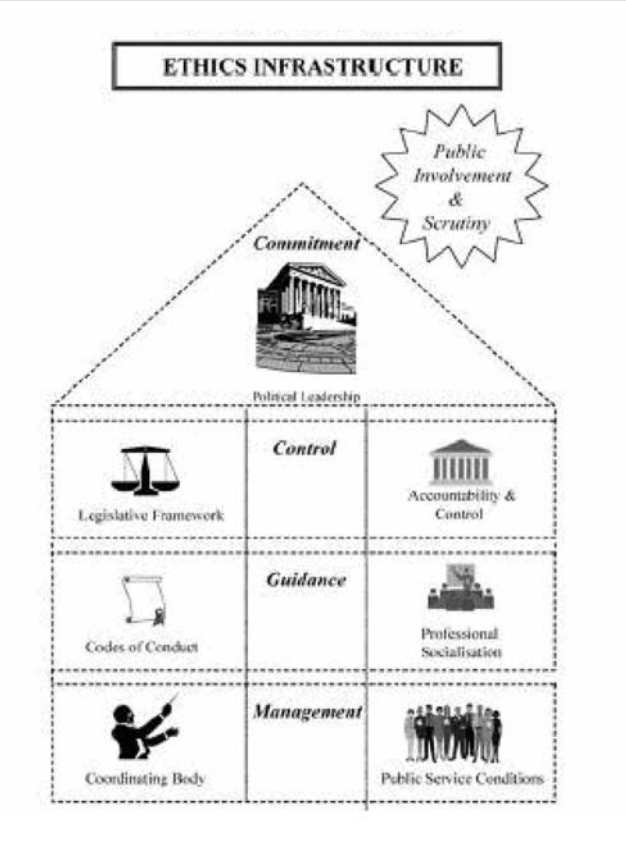 ETHICS INFRASTRUCTURE
Public
Involvement
&
Scrutiny
Commitment
Political Leadership
Control
Legislative Framework
Accountability &
Control
Guidance
Codes of Conduct
Professional
Socialisation
Management
Coordinating Body
Public Service Conditions